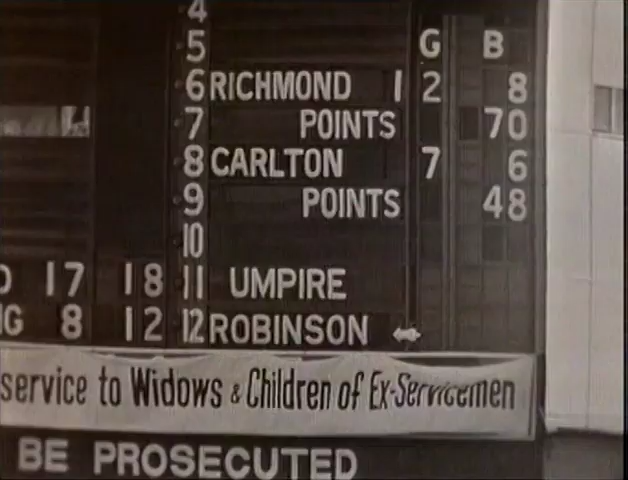 4
5 G B
6 RICHMOND 12 8
7 POINTS 70
8 CARLTON 7 6
9 POINTS 48
10
17 18 11 UMPIRE
G 8 12 12 ROBINSON
service to Widows & Children of Ex-Servicemen
BE PROSECUTED